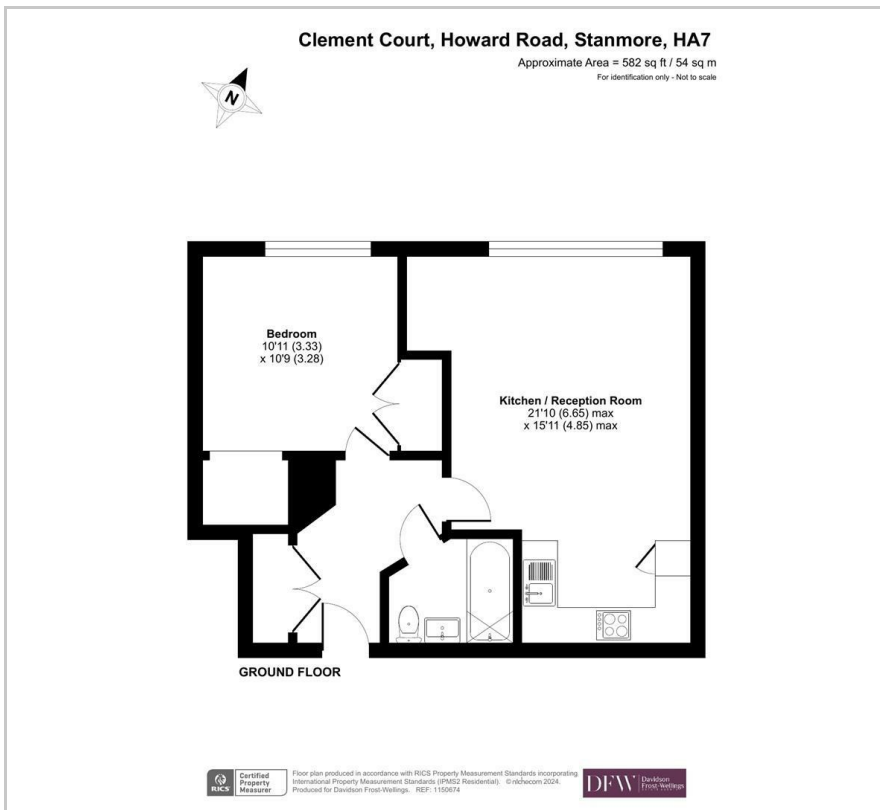 Clement Court, Howard Road, Stanmore, HA7
Approximate Area = 582 sq ft / 54 sq m
For identification only - Not to scale
N
Bedroom
10'11 (3.33)
x 10'9 (3.28)
Kitchen / Reception Room
21'10 (6.65) max
x 15'11 (4.85) max
GROUND FLOOR
RICS
Certified
Property
Measurer
Floor plan produced in accordance with RICS Property Measurement Standards incorporating
International Property Measurement Standards (IPMS2 Residential). ©nichecom 2024.
Produced for Davidson Frost-Wellings. REF: 1150674
DFW
Davidson
Frost-Wellings